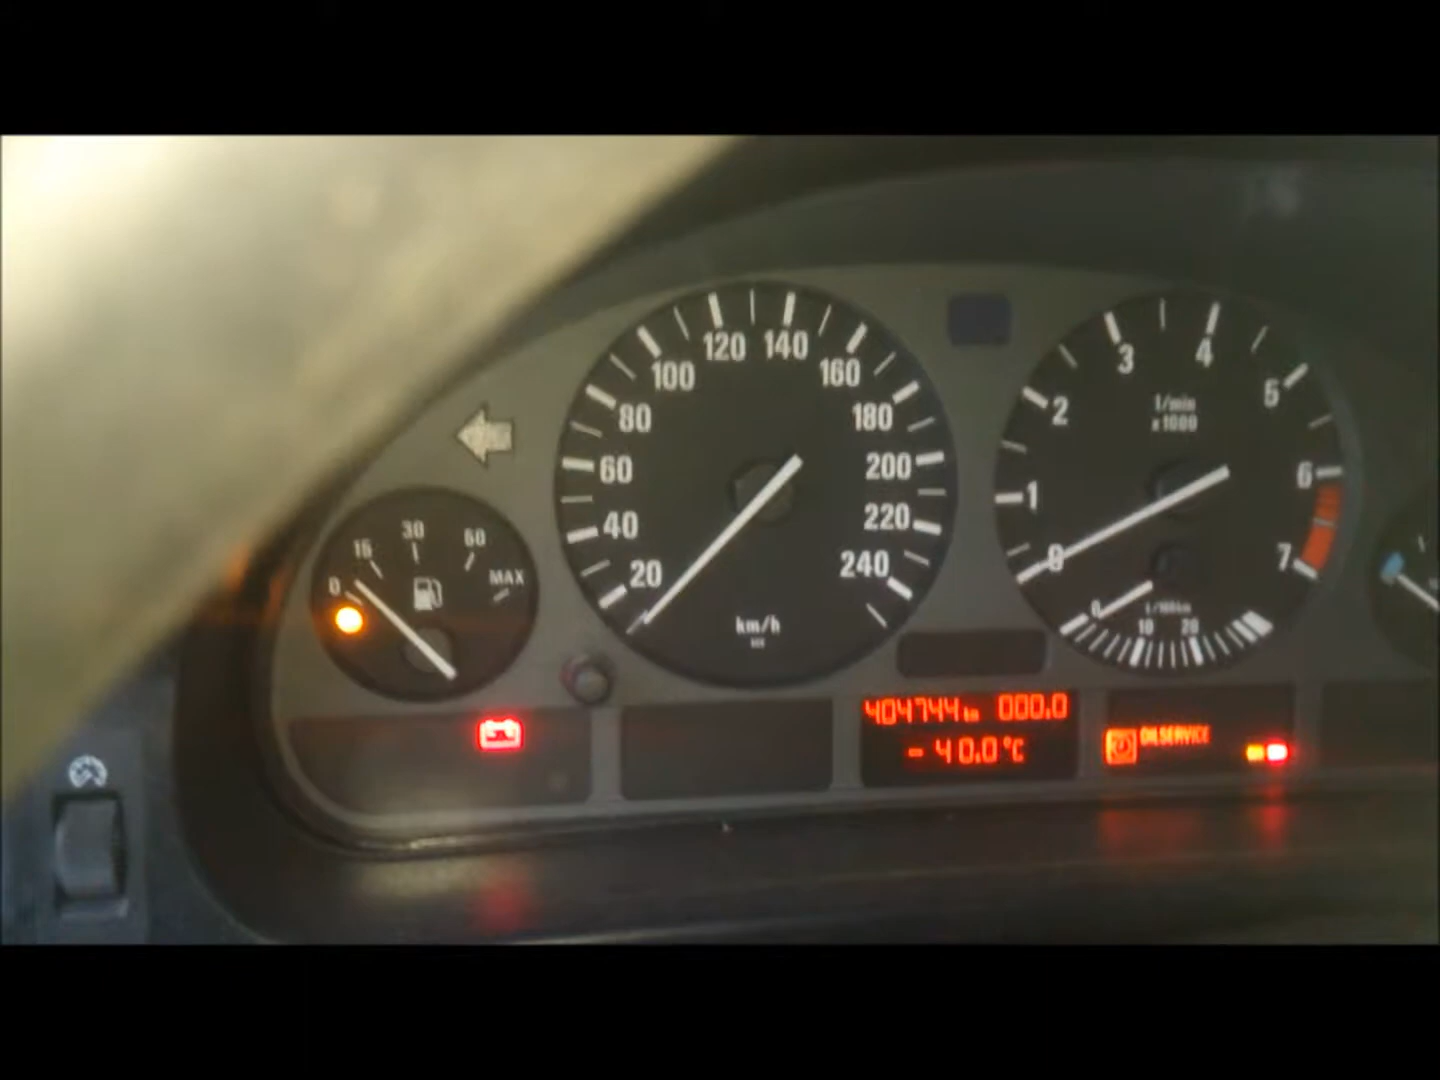 120 140
100 160
80 180
60 200
40 220
20 240
km/h
3 4
2 5
1/min
x1000
1 6
0 7
0 10 20
l/100km
0 15 30 60 MAX
404744 km 000.0
-40.0°C
OILSERVICE